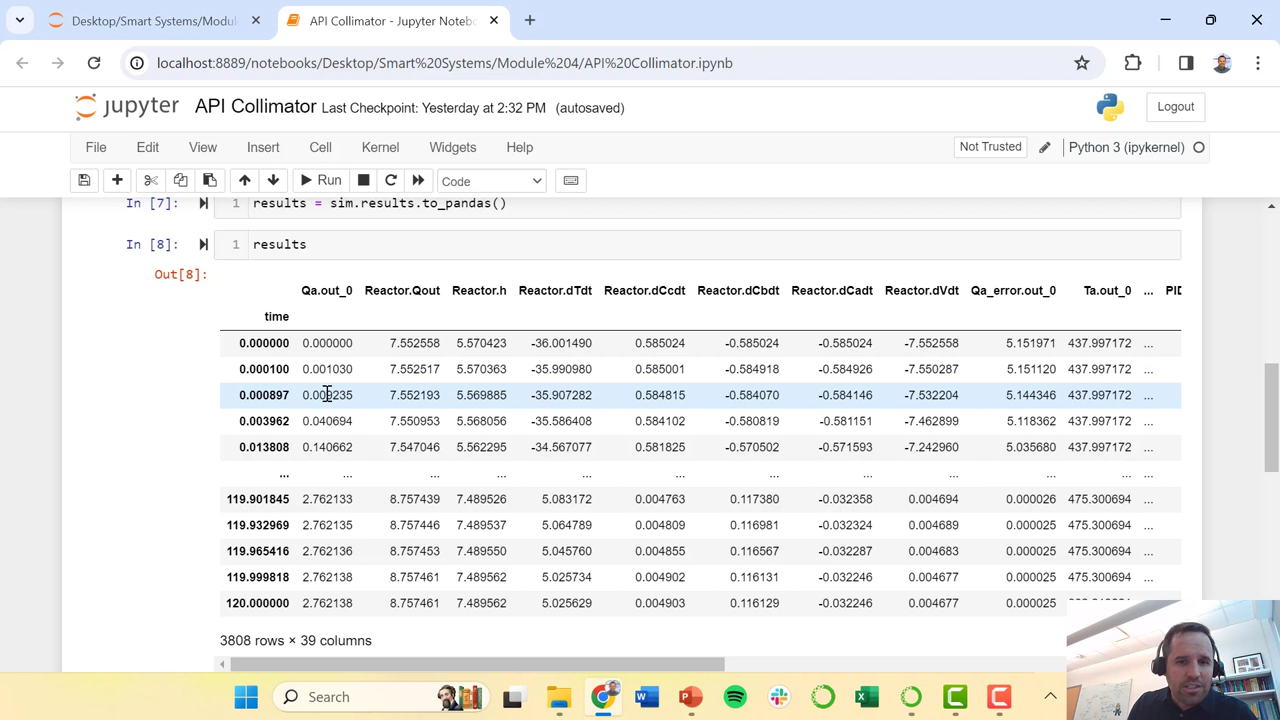 Desktop/Smart Systems/Modul
API Collimator - Jupyter Notebo
localhost:8889/notebooks/Desktop/Smart%20Systems/Module%204/API%20Collimator.ipynb
jupyter API Collimator Last Checkpoint: Yesterday at 2:32 PM (autosaved)
Logout
File Edit View Insert Cell Kernel Widgets Help
Not Trusted Python 3 (ipykernel)
Run Code
In [7]: 1 results = sim.results.to_pandas()
In [8]: 1 results
Out[8]:
Qa.out_0 Reactor.Qout Reactor.h Reactor.dTdt Reactor.dCcdt Reactor.dCbdt Reactor.dCadt Reactor.dVdt Qa_error.out_0 Ta.out_0 ... PID
time
0.000000 0.000000 7.552558 5.570423 -36.001490 0.585024 -0.585024 -0.585024 -7.552558 5.151971 437.997172 ...
0.000100 0.001030 7.552517 5.570363 -35.990980 0.585001 -0.584918 -0.584926 -7.550287 5.151120 437.997172 ...
0.000897 7.552193 5.569885 -35.907282 0.584815 -0.584070 -0.584146 -7.532204 5.144346 437.997172 ...
0.003962 0.040694 7.550953 5.568056 -35.586408 0.584102 -0.580819 -0.581151 -7.462899 5.118362 437.997172 ...
0.013808 0.140662 7.547046 5.562295 -34.567077 0.581825 -0.570502 -0.571593 -7.242960 5.035680 437.997172 ...
... ... ... ... ... ... ... ... ... ... ... ...
119.901845 2.762133 8.757439 7.489526 5.083172 0.004763 0.117380 -0.032358 0.004694 0.000026 475.300694 ...
119.932969 2.762135 8.757446 7.489537 5.064789 0.004809 0.116981 -0.032324 0.004689 0.000025 475.300694 ...
119.965416 2.762136 8.757453 7.489550 5.045760 0.004855 0.116567 -0.032287 0.004683 0.000025 475.300694 ...
119.999818 2.762138 8.757461 7.489562 5.025734 0.004902 0.116131 -0.032246 0.004677 0.000025 475.300694 ...
120.000000 2.762138 8.757461 7.489562 5.025629 0.004903 0.116129 -0.032246 0.004677 0.000025
3808 rows × 39 columns
Search